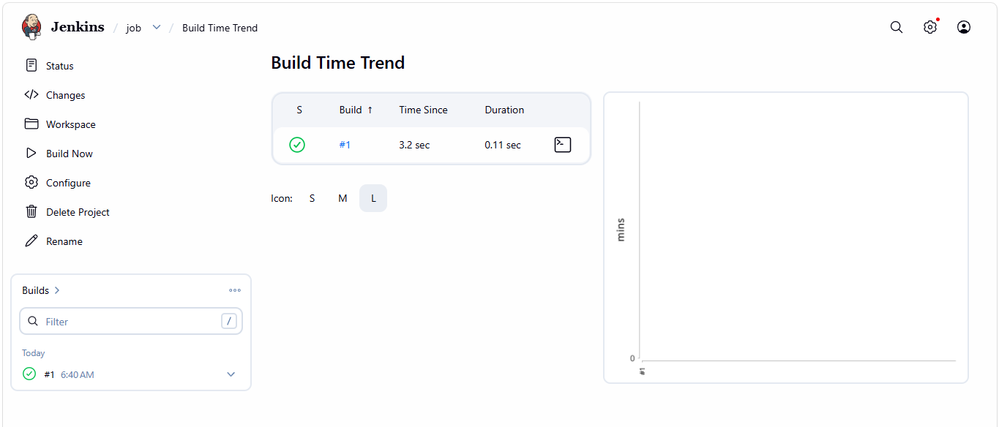 Jenkins / job / Build Time Trend
Status
Changes
Workspace
Build Now
Configure
Delete Project
Rename
Builds
Filter /
Today
#1 6:40 AM
Build Time Trend
S Build ↑ Time Since Duration
#1 3.2 sec 0.11 sec
Icon: S M L
mins
0
#1